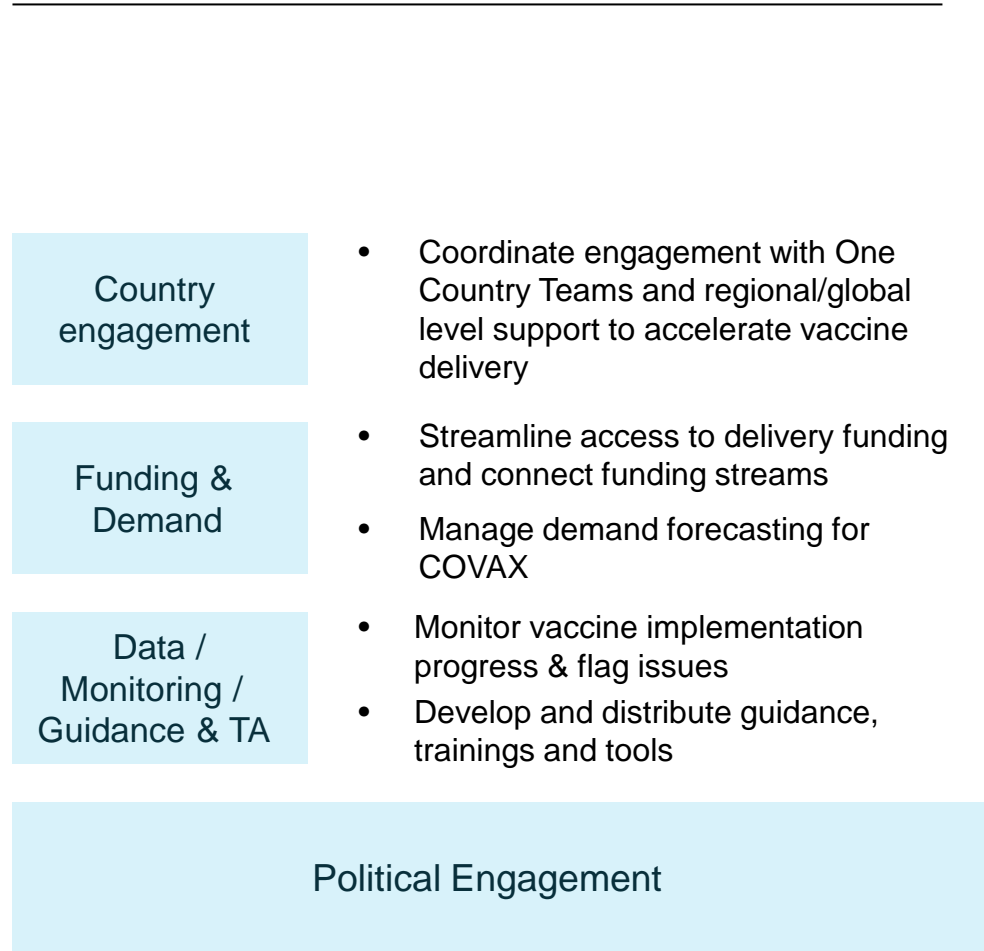 Country
engagement
• Coordinate engagement with One
Country Teams and regional/global
level support to accelerate vaccine
delivery
Funding &
Demand
• Streamline access to delivery funding
and connect funding streams
• Manage demand forecasting for
COVAX
Data /
Monitoring /
Guidance & TA
• Monitor vaccine implementation
progress & flag issues
• Develop and distribute guidance,
trainings and tools
Political Engagement